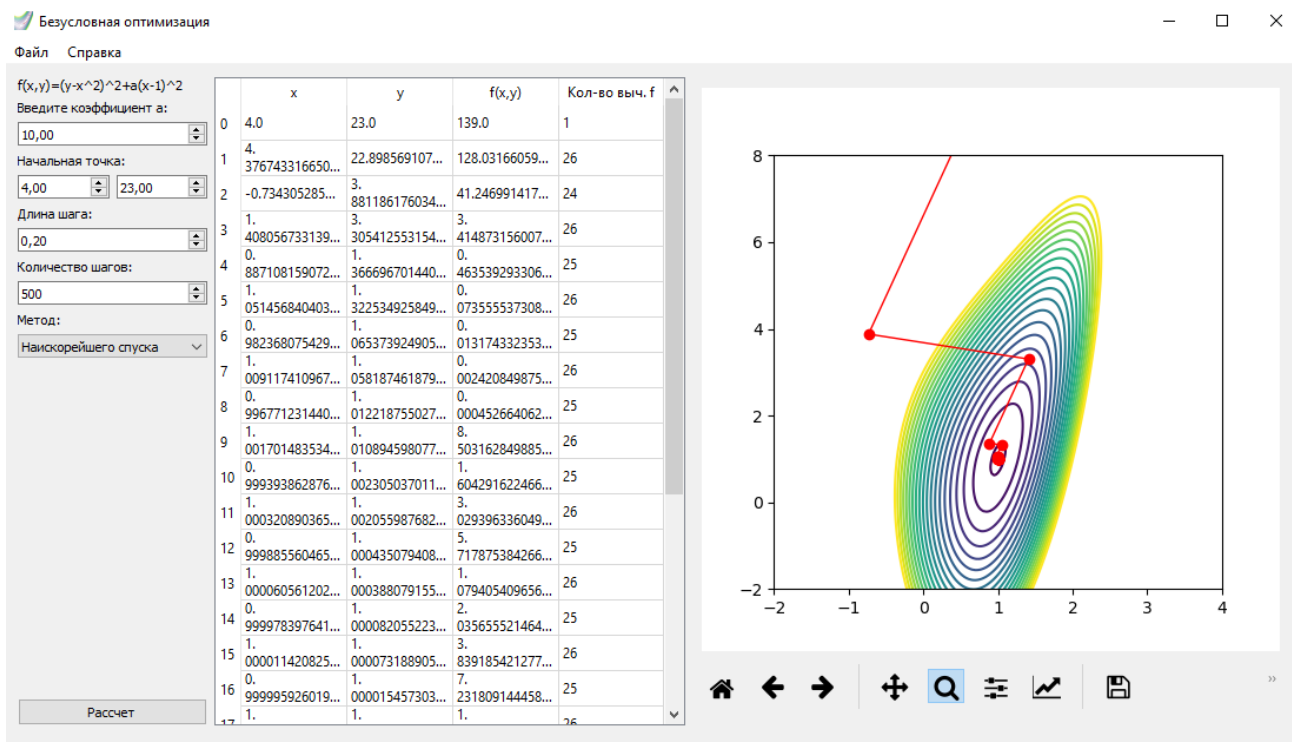 Безусловная оптимизация
Файл Справка
f(x,y)=(y-x^2)^2+a(x-1)^2
Введите коэффициент а:
10,00
Начальная точка:
4,00 23,00
Длина шага:
0,20
Количество шагов:
500
Метод:
Наискорейшего спуска
Рассчет
x y f(x,y) Кол-во выч. f
0 4.0 23.0 139.0 1
1 4. 376743316650... 22.898569107... 128.03166059... 26
2 -0.734305285... 3. 881186176034... 41.246991417... 24
3 1. 408056733139... 3. 305412553154... 3. 414873156007... 26
4 0. 887108159072... 1. 366696701440... 0. 463539293306... 25
5 1. 051456840403... 1. 322534925849... 0. 073555537308... 26
6 0. 982368075429... 1. 065373924905... 0. 013174332353... 25
7 1. 009117410967... 1. 058187461879... 0. 002420849875... 26
8 0. 996771231440... 1. 012218755027... 0. 000452664062... 25
9 1. 001701483534... 1. 010894598077... 8. 503162849885... 26
10 0. 999393862876... 1. 002305037011... 1. 604291622466... 25
11 1. 000320890365... 1. 002055987682... 3. 029396336049... 26
12 0. 999885560465... 1. 000435079408... 5. 717875384266... 25
13 1. 000060561202... 1. 000388079155... 1. 079405409656... 26
14 0. 999978397641... 1. 000082055223... 2. 035655521464... 25
15 1. 000011420825... 1. 000073188905... 3. 839185421277... 26
16 0. 999995926019... 1. 000015457303... 7. 231809144458... 25
17 1. 1. 1. 26
8
6
4
2
0
−2
−2 −1 0 1 2 3 4